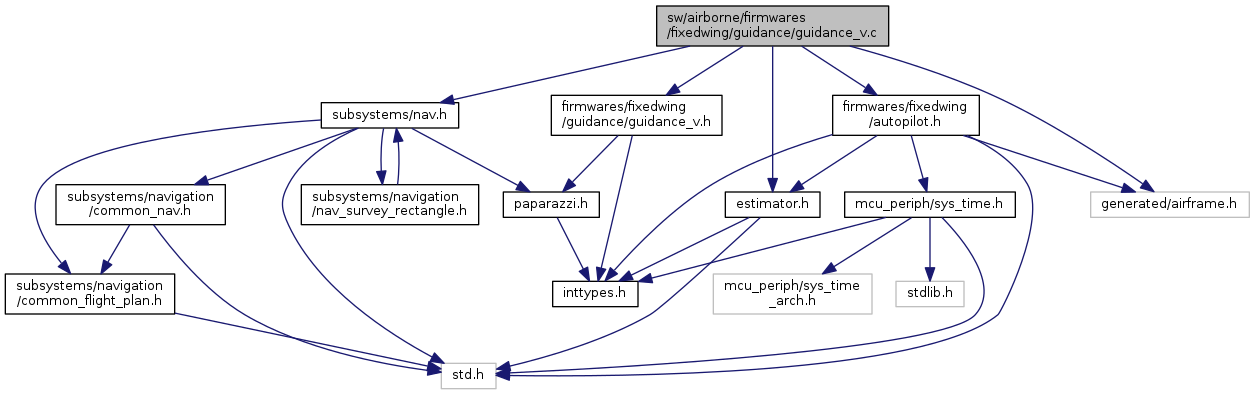 sw/airborne/firmwares
/fixedwing/guidance/guidance_v.c
subsystems/nav.h
firmwares/fixedwing
/guidance/guidance_v.h
firmwares/fixedwing
/autopilot.h
subsystems/navigation
/common_nav.h
subsystems/navigation
/nav_survey_rectangle.h
paparazzi.h
estimator.h
mcu_periph/sys_time.h
generated/airframe.h
subsystems/navigation
/common_flight_plan.h
inttypes.h
mcu_periph/sys_time
_arch.h
stdlib.h
std.h